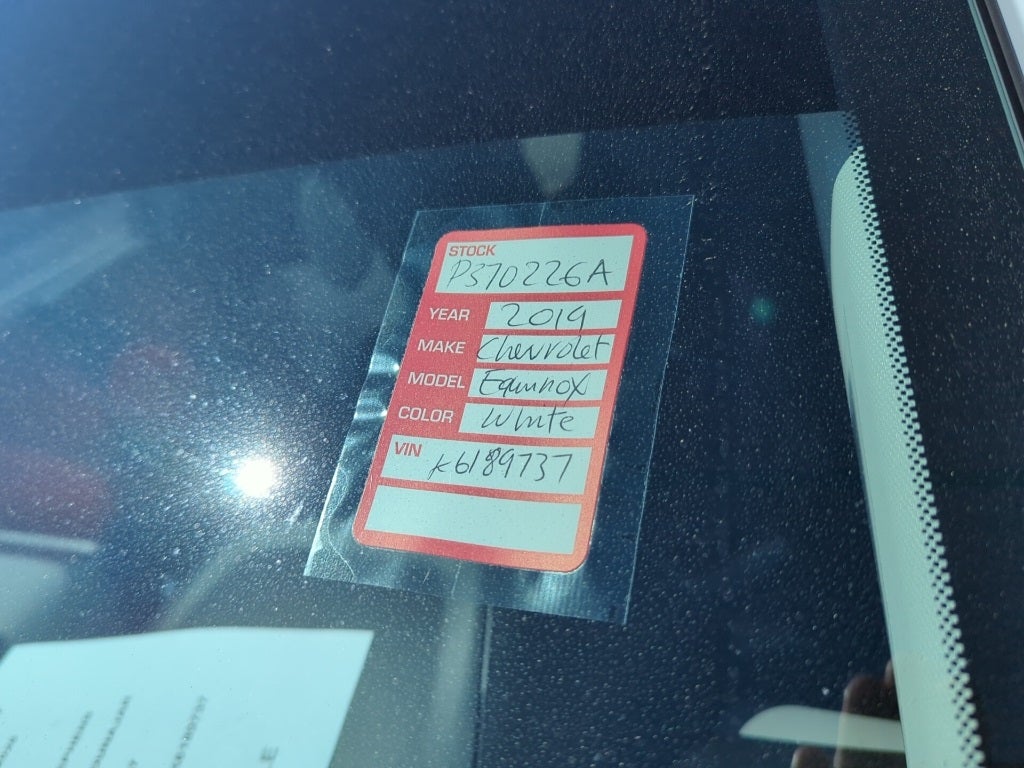 STOCK
P370226A
YEAR 2019
MAKE Chevrolet
MODEL Equinox
COLOR White
VIN
K6189737